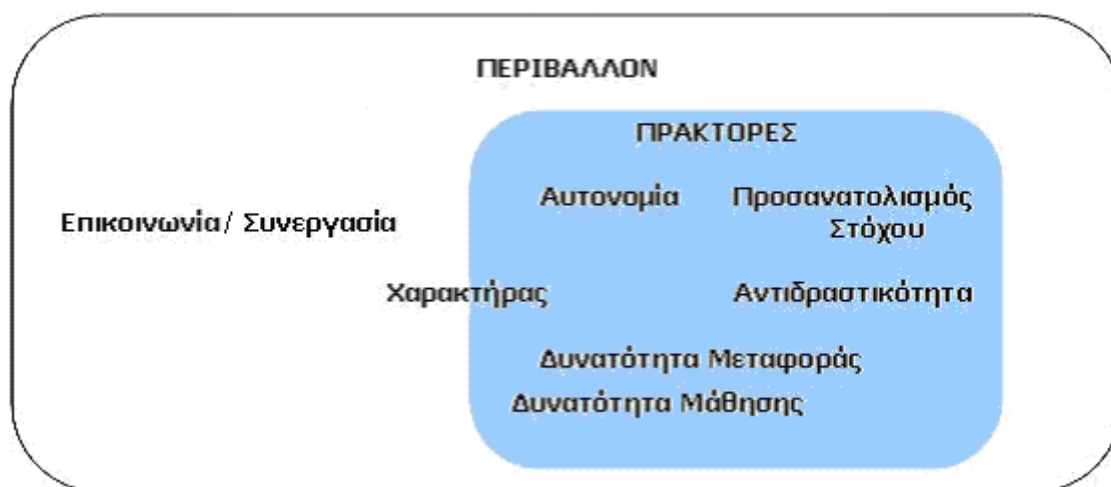 ΠΕΡΙΒΑΛΛΟΝ
ΠΡΑΚΤΟΡΕΣ
Αυτονομία
Προσανατολισμός
Στόχου
Επικοινωνία/ Συνεργασία
Χαρακτήρας
Αντιδραστικότητα
Δυνατότητα Μεταφοράς
Δυνατότητα Μάθησης